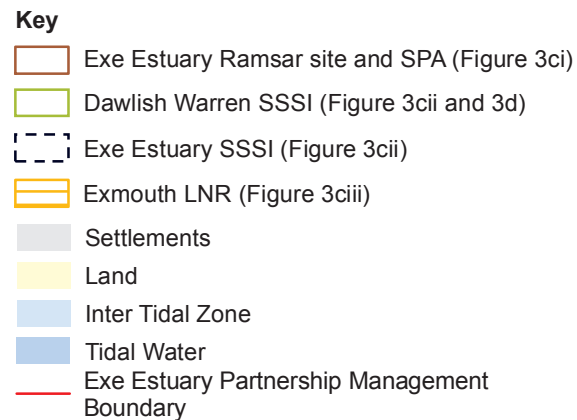 Key
Exe Estuary Ramsar site and SPA (Figure 3ci)
Dawlish Warren SSSI (Figure 3cii and 3d)
Exe Estuary SSSI (Figure 3cii)
Exmouth LNR (Figure 3ciii)
Settlements
Land
Inter Tidal Zone
Tidal Water
Exe Estuary Partnership Management
Boundary